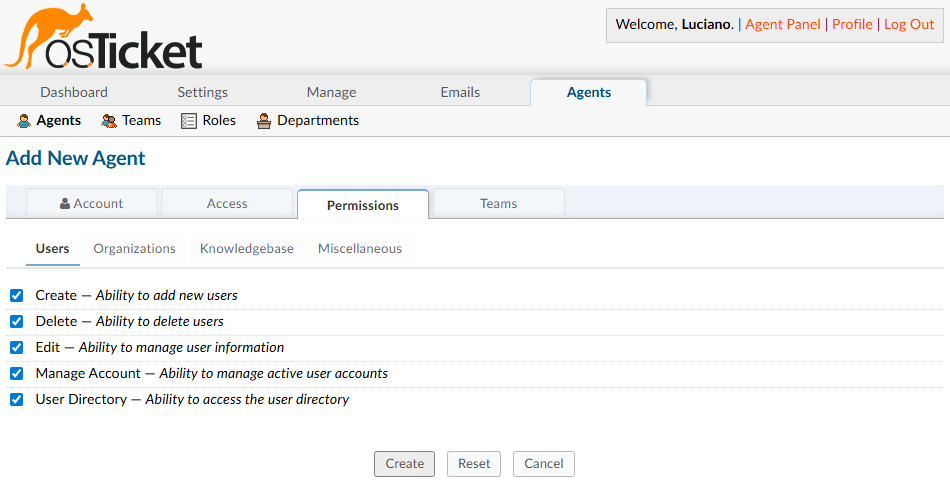 osTicket
Welcome, Luciano. | Agent Panel | Profile | Log Out
Dashboard Settings Manage Emails Agents
Agents Teams Roles Departments
Add New Agent
Account Access Permissions Teams
Users Organizations Knowledgebase Miscellaneous
Create — Ability to add new users
Delete — Ability to delete users
Edit — Ability to manage user information
Manage Account — Ability to manage active user accounts
User Directory — Ability to access the user directory
Create Reset Cancel